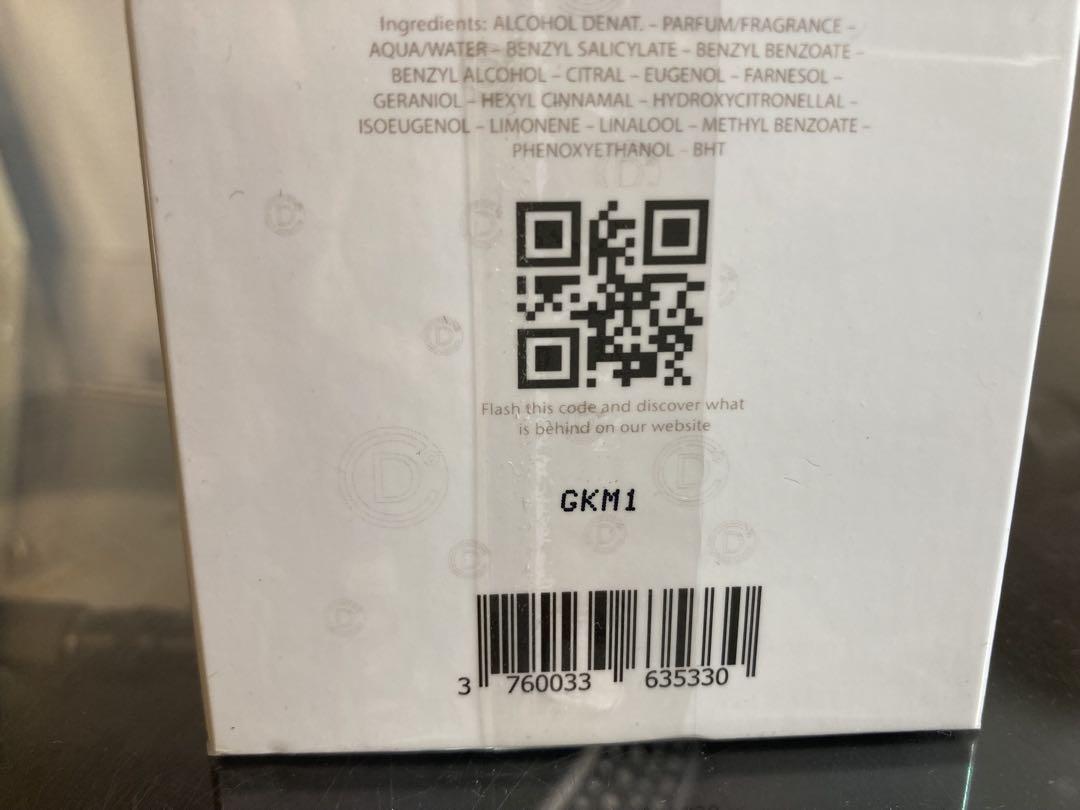 Ingredients: ALCOHOL DENAT. – PARFUM/FRAGRANCE –
AQUA/WATER – BENZYL SALICYLATE – BENZYL BENZOATE –
BENZYL ALCOHOL – CITRAL – EUGENOL – FARNESOL –
GERANIOL – HEXYL CINNAMAL – HYDROXYCITRONELLAL –
ISOEUGENOL – LIMONENE – LINALOOL – METHYL BENZOATE –
PHENOXYETHANOL – BHT
Flash this code and discover what
is behind on our website
GKM1
3 760033 635330